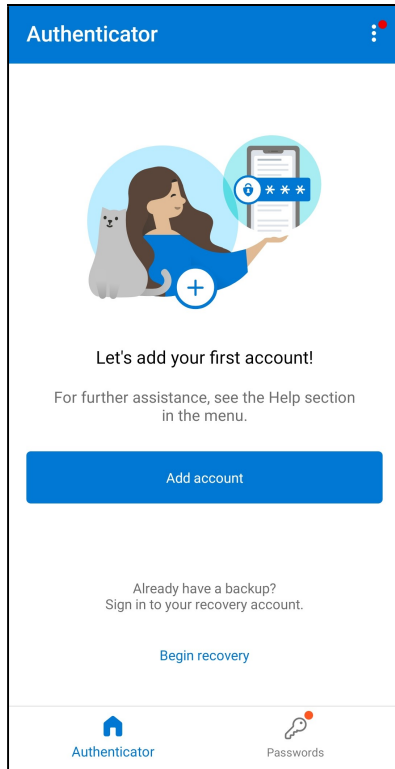 Authenticator
* * *
Let's add your first account!
For further assistance, see the Help section
in the menu.
Add account
Already have a backup?
Sign in to your recovery account.
Begin recovery
Authenticator
Passwords